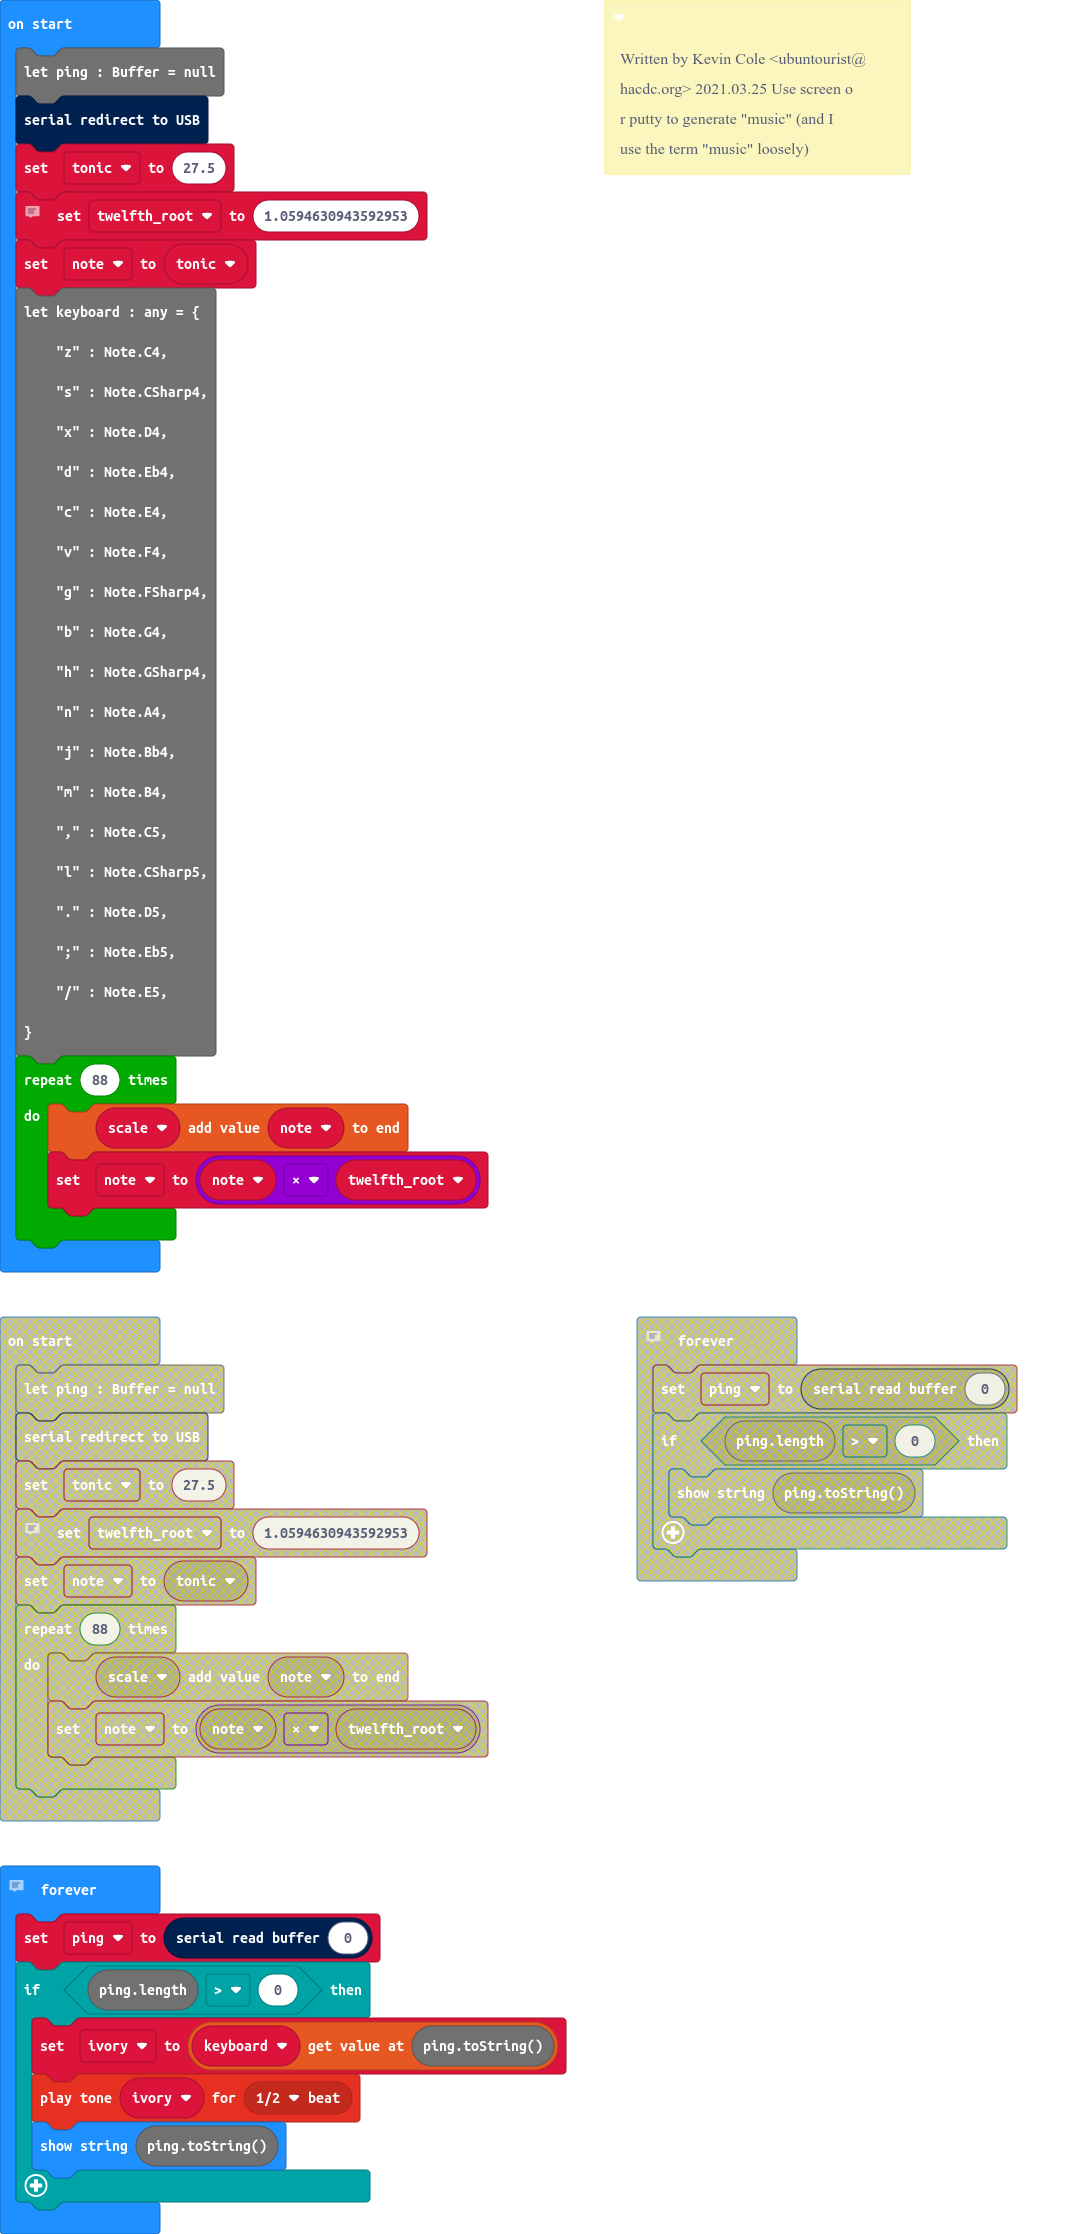 on start
let ping : Buffer = null
serial redirect to USB
set tonic to 27.5
set twelfth_root to 1.0594630943592953
set note to tonic
let keyboard : any = {
"z" : Note.C4,
"s" : Note.CSharp4,
"x" : Note.D4,
"d" : Note.Eb4,
"c" : Note.E4,
"v" : Note.F4,
"g" : Note.FSharp4,
"b" : Note.G4,
"h" : Note.GSharp4,
"n" : Note.A4,
"j" : Note.Bb4,
"m" : Note.B4,
"," : Note.C5,
"l" : Note.CSharp5,
"." : Note.D5,
";" : Note.Eb5,
"/" : Note.E5,
}
repeat 88 times
do
scale add value note to end
set note to note × twelfth_root
Written by Kevin Cole <ubuntourist@
hacdc.org> 2021.03.25 Use screen o
r putty to generate "music" (and I
use the term "music" loosely)
on start
let ping : Buffer = null
serial redirect to USB
set tonic to 27.5
set twelfth_root to 1.0594630943592953
set note to tonic
repeat 88 times
do
scale add value note to end
set note to note × twelfth_root
forever
set ping to serial read buffer 0
if ping.length > 0 then
show string ping.toString()
forever
set ping to serial read buffer 0
if ping.length > 0 then
set ivory to keyboard get value at ping.toString()
play tone ivory for 1/2 beat
show string ping.toString()